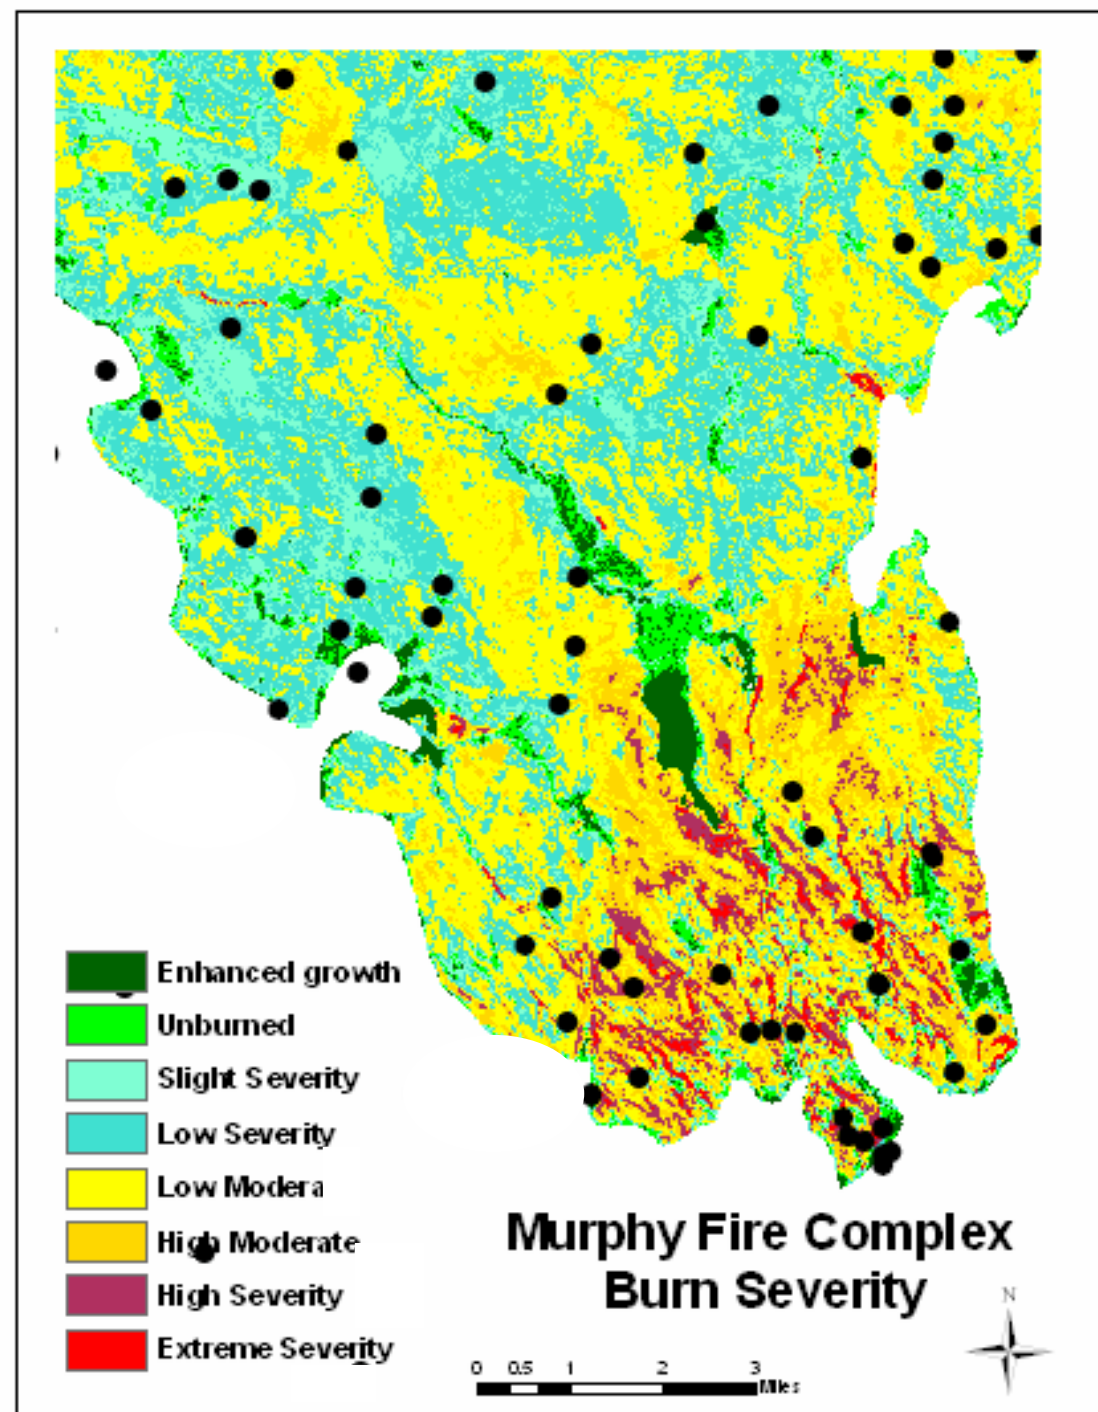 Enhanced growth
Unburned
Slight Severity
Low Severity
Low Modera
High Moderate
High Severity
Extreme Severity
Murphy Fire Complex
Burn Severity
N
0 0.5 1 2 3
Miles